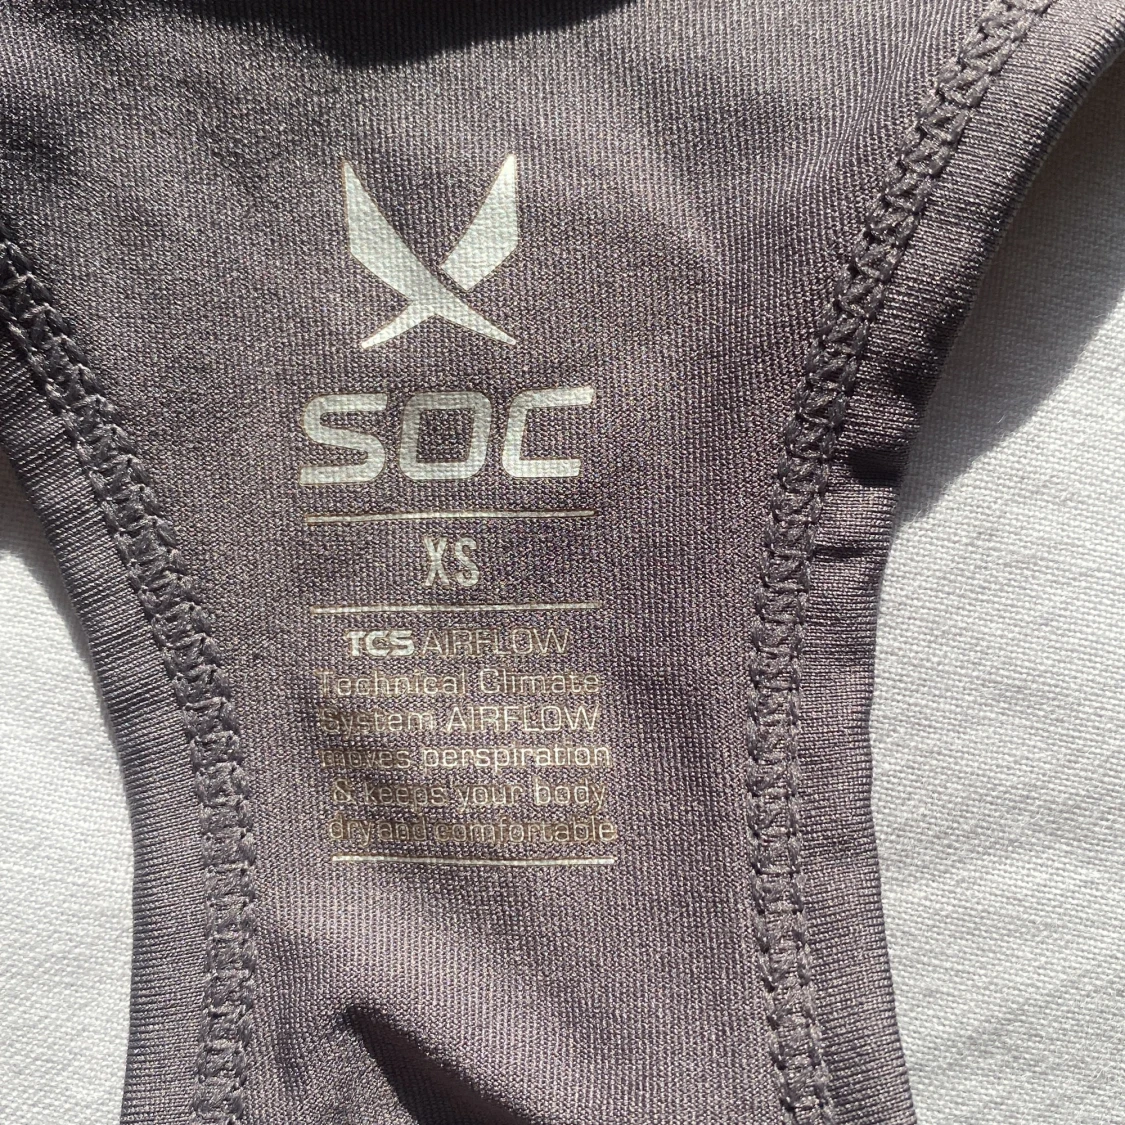 SOC
XS
TCS AIRFLOW
Technical Climate
System AIRFLOW
moves perspiration
& keeps your body
dry and comfortable